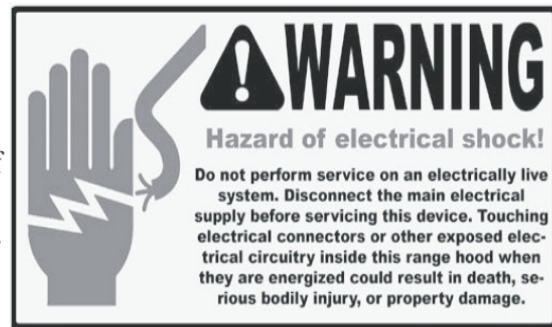 WARNING
Hazard of electrical shock!
Do not perform service on an electrically live
system. Disconnect the main electrical
supply before servicing this device. Touching
electrical connectors or other exposed elec-
trical circuitry inside this range hood when
they are energized could result in death, se-
rious bodily injury, or property damage.